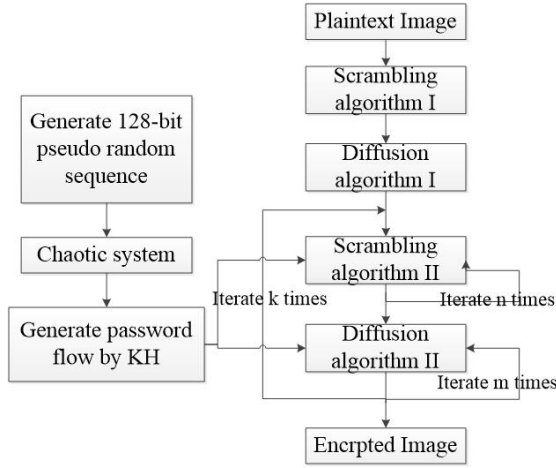 Plaintext Image
Scrambling
algorithm I
Generate 128-bit
pseudo random
sequence
Diffusion
algorithm I
Chaotic system
Scrambling
algorithm II
Iterate k times
Iterate n times
Generate password
flow by KH
Diffusion
algorithm II
Iterate m times
Encrpted Image